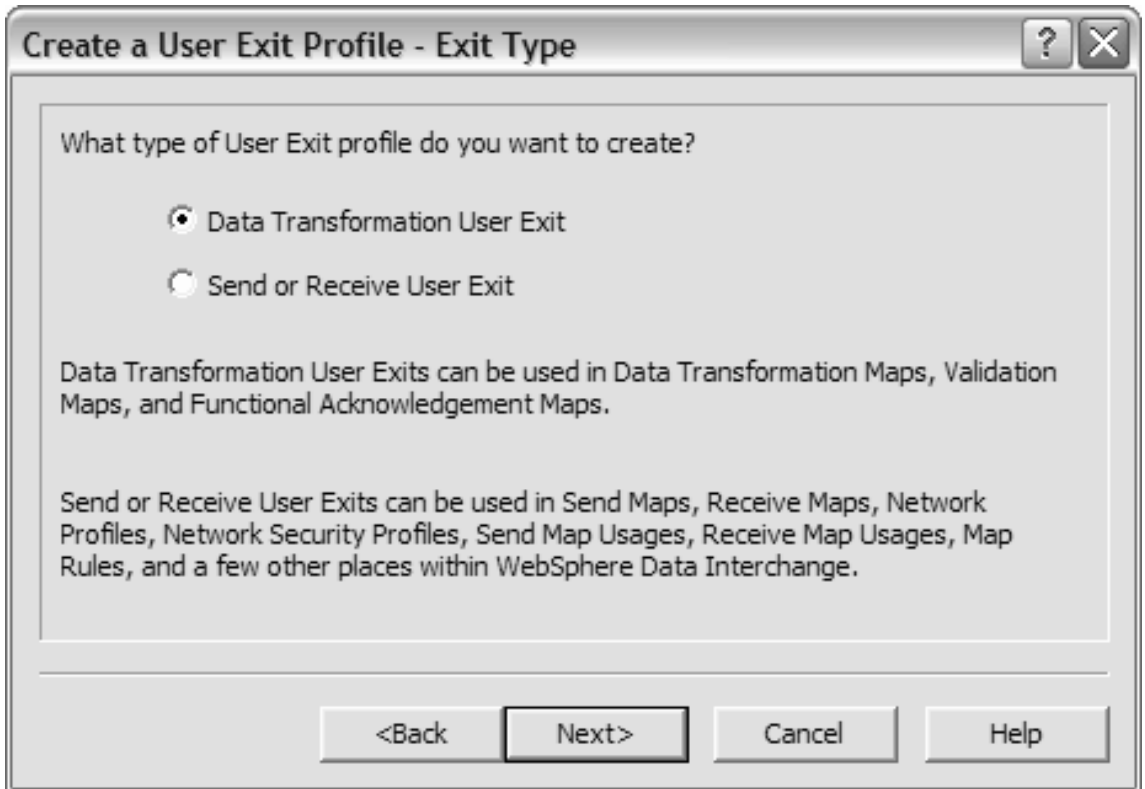 Create a User Exit Profile - Exit Type
?
What type of User Exit profile do you want to create?
Data Transformation User Exit
Send or Receive User Exit
Data Transformation User Exits can be used in Data Transformation Maps, Validation
Maps, and Functional Acknowledgement Maps.
Send or Receive User Exits can be used in Send Maps, Receive Maps, Network
Profiles, Network Security Profiles, Send Map Usages, Receive Map Usages, Map
Rules, and a few other places within WebSphere Data Interchange.
<Back Next> Cancel Help